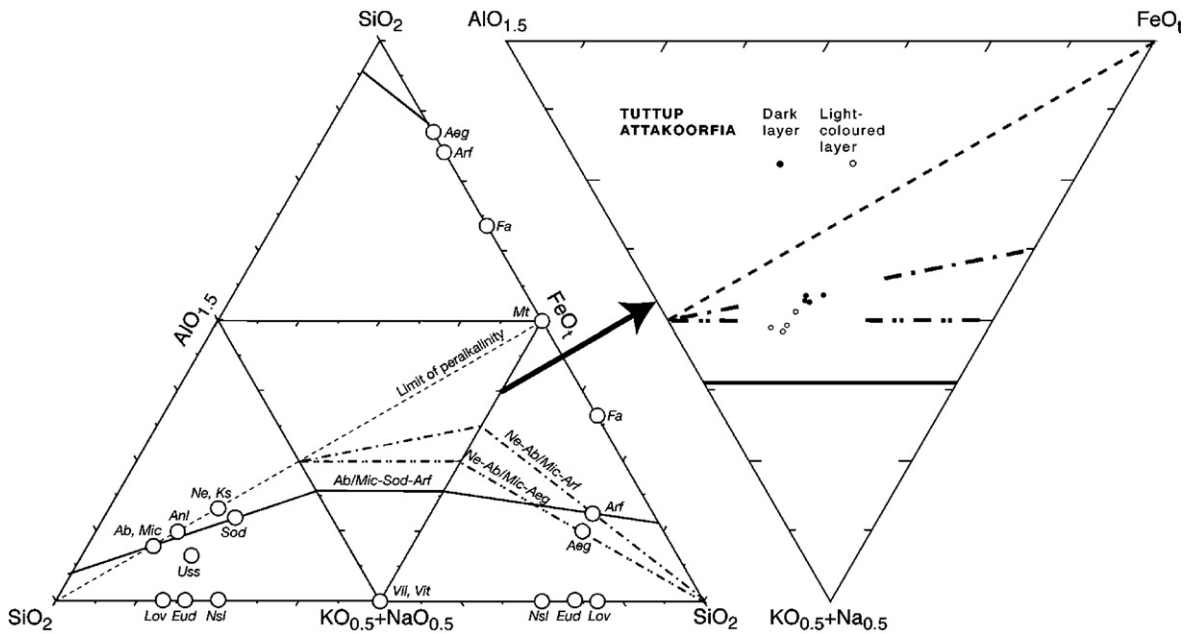 SiO2
AlO1.5
FeOt
TUTTUP
ATTAKOORFIA
Dark
layer
Light-
coloured
layer
Aeg
Arf
Fa
AlO1.5
Mt
FeOt
Limit of peralkalinity
Fa
Ne-Ab/Mic-Arf
Ne-Ab/Mic-Aeg
Ab/Mic-Sod-Arf
Ne, Ks
Anl
Sod
Ab, Mic
Uss
Arf
Aeg
Vil, Vit
SiO2
Lov
Eud
Nsl
KO0.5+NaO0.5
Nsl
Eud
Lov
SiO2
KO0.5+Na0.5